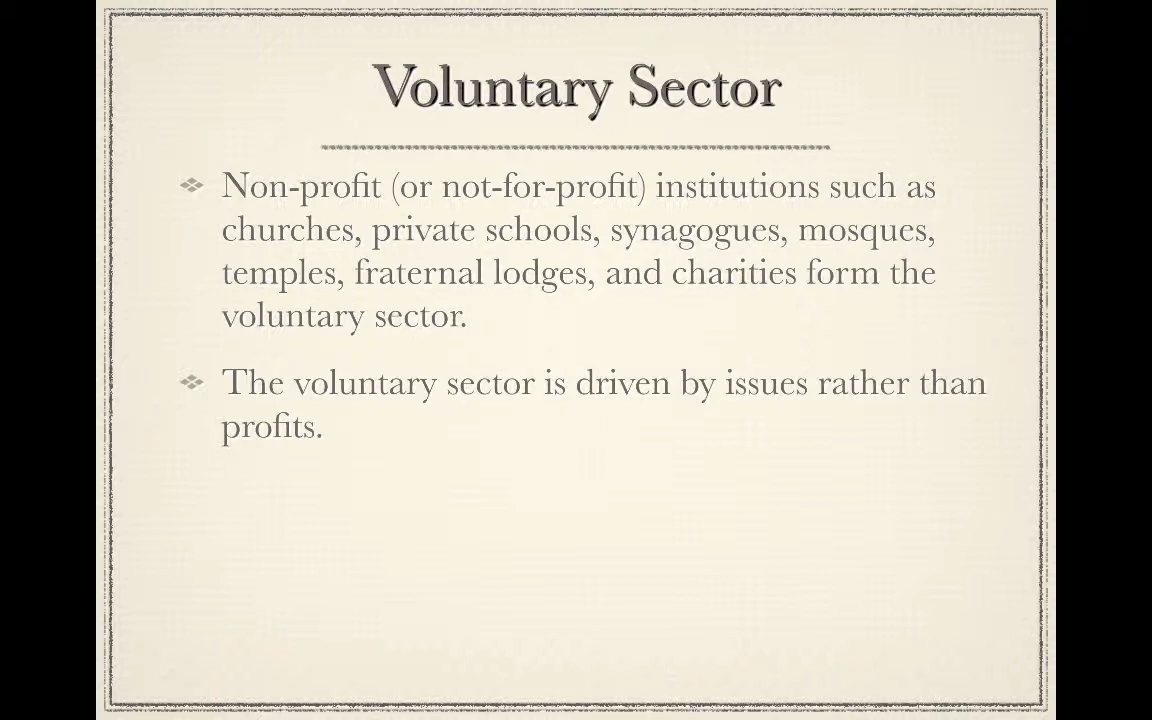 Voluntary Sector
Non-profit (or not-for-profit) institutions such as
churches, private schools, synagogues, mosques,
temples, fraternal lodges, and charities form the
voluntary sector.
The voluntary sector is driven by issues rather than
profits.